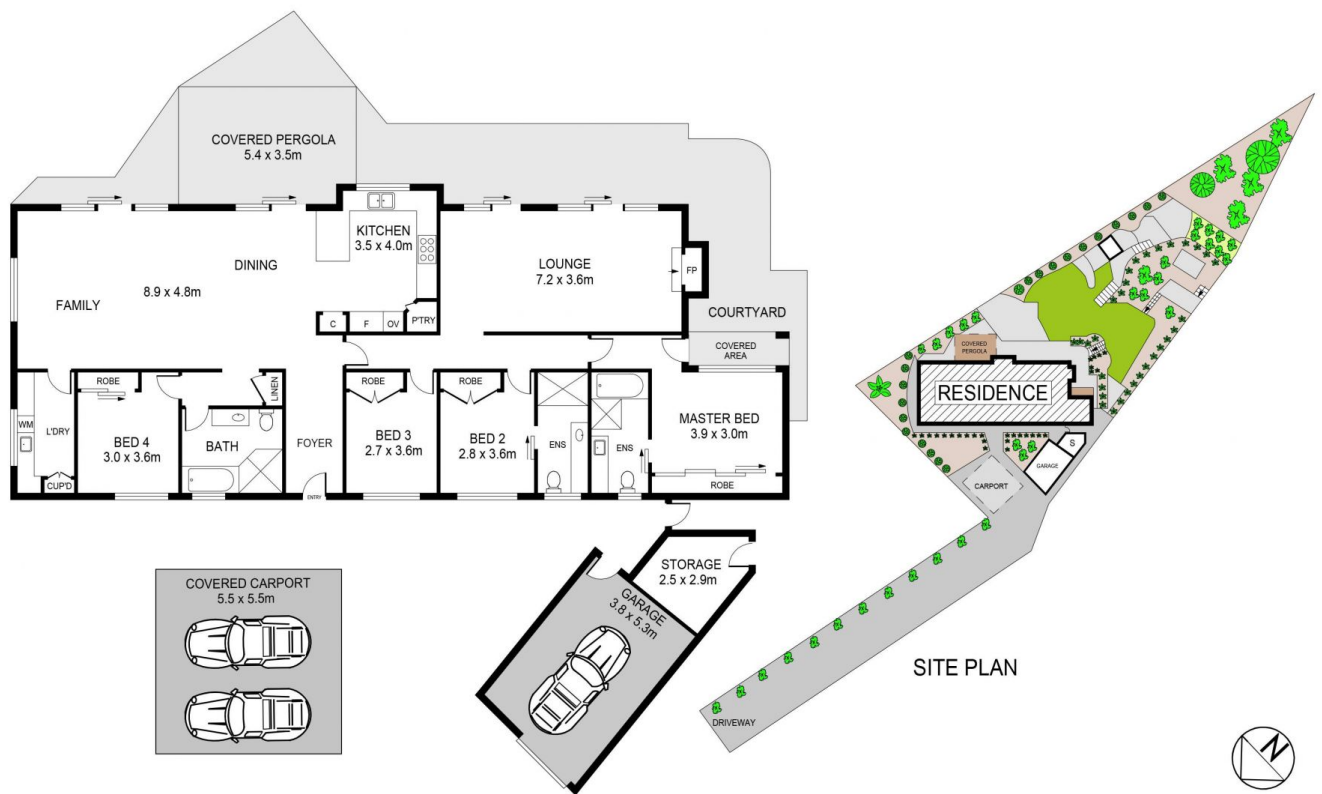 COVERED PERGOLA
5.4 x 3.5m
KITCHEN
3.5 x 4.0m
DINING
FAMILY
8.9 x 4.8m
LOUNGE
7.2 x 3.6m
FP
C
F
OV
P'TRY
COURTYARD
COVERED
AREA
ROBE
LINEN
ROBE
ROBE
WM
L'DRY
CUP'D
BED 4
3.0 x 3.6m
BATH
FOYER
ENTRY
BED 3
2.7 x 3.6m
BED 2
2.8 x 3.6m
ENS
ENS
MASTER BED
3.9 x 3.0m
ROBE
COVERED CARPORT
5.5 x 5.5m
STORAGE
2.5 x 2.9m
GARAGE
3.8 x 5.3m
COVERED
PERGOLA
RESIDENCE
S
GARAGE
CARPORT
DRIVEWAY
SITE PLAN
N